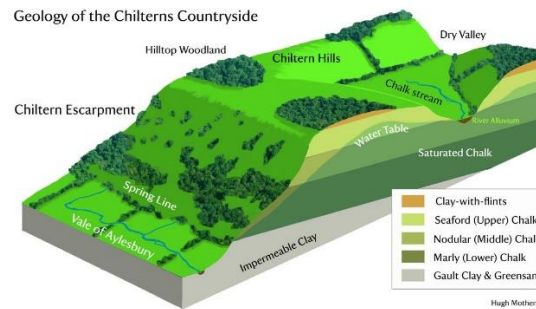 Geology of the Chilterns Countryside
Hilltop Woodland
Chiltern Hills
Dry Valley
Chiltern Escarpment
Chalk stream
River Alluvium
Water Table
Saturated Chalk
Spring Line
Vale of Aylesbury
Impermeable Clay
Clay-with-flints
Seaford (Upper) Chalk
Nodular (Middle) Chal
Marly (Lower) Chalk
Gault Clay & Greensan
Hugh Mother